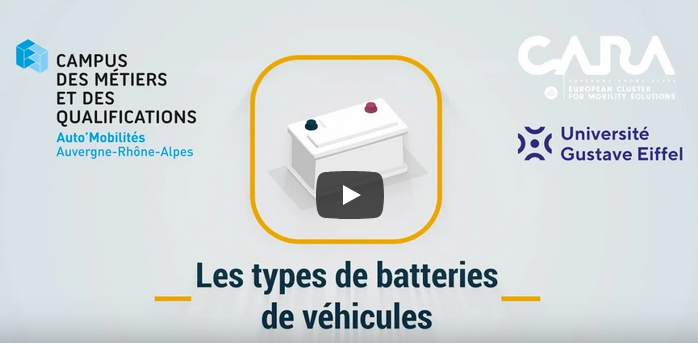 CAMPUS
DES MÉTIERS
ET DES
QUALIFICATIONS
Auto'Mobilités
Auvergne-Rhône-Alpes
CARA
EUROPEAN CLUSTER
FOR MOBILITY SOLUTIONS
Université
Gustave Eiffel
Les types de batteries
de véhicules